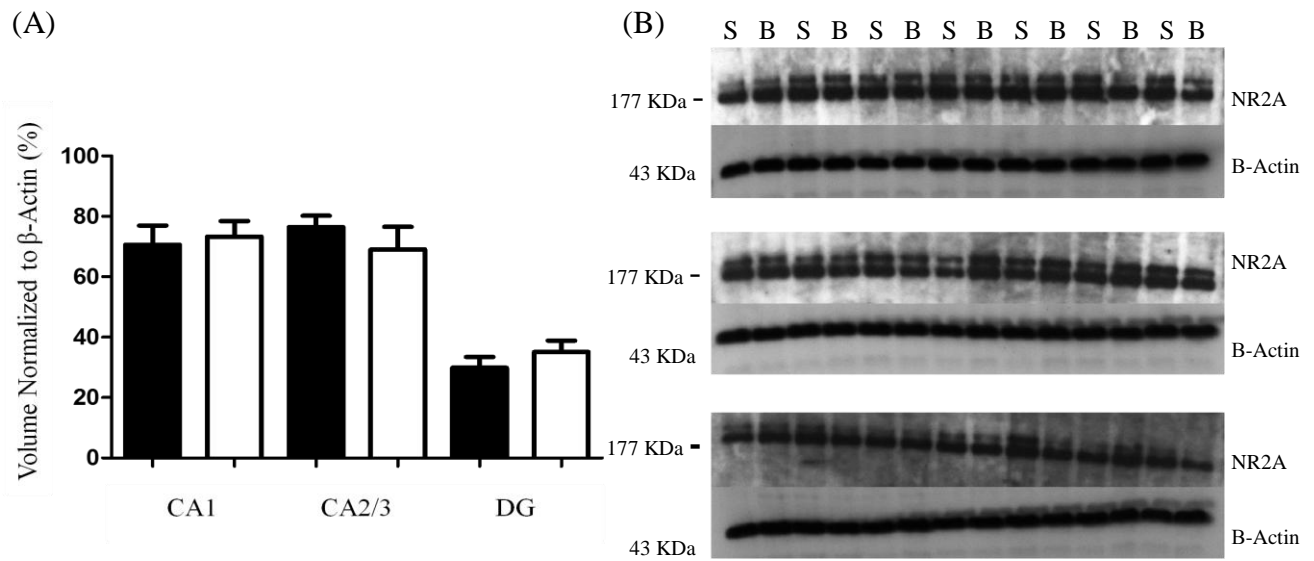 (A)
Volume Normalized to β-Actin (%)
100
80
60
40
20
0
CA1 CA2/3 DG
(B)
S B S B S B S B S B S B S B
177 KDa -
NR2A
43 KDa
B-Actin
177 KDa -
NR2A
43 KDa
B-Actin
177 KDa -
NR2A
43 KDa
B-Actin